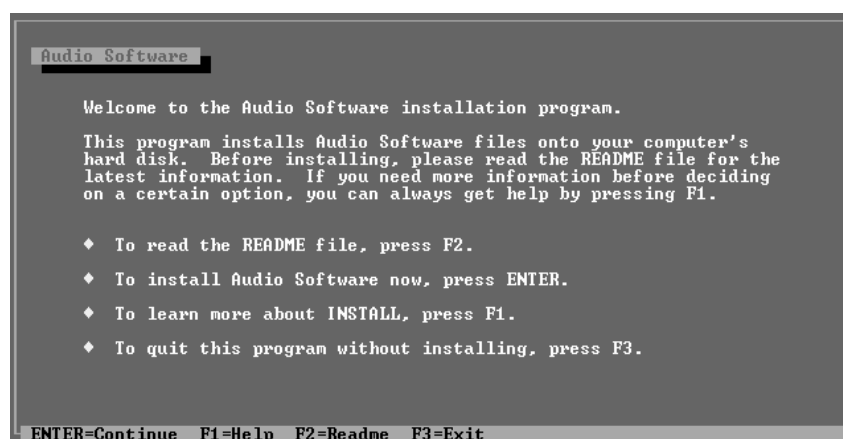 Audio Software
Welcome to the Audio Software installation program.
This program installs Audio Software files onto your computer's
hard disk.  Before installing, please read the README file for the
latest information.  If you need more information before deciding
on a certain option, you can always get help by pressing F1.
♦  To read the README file, press F2.
♦  To install Audio Software now, press ENTER.
♦  To learn more about INSTALL, press F1.
♦  To quit this program without installing, press F3.
ENTER=Continue  F1=Help  F2=Readme  F3=Exit